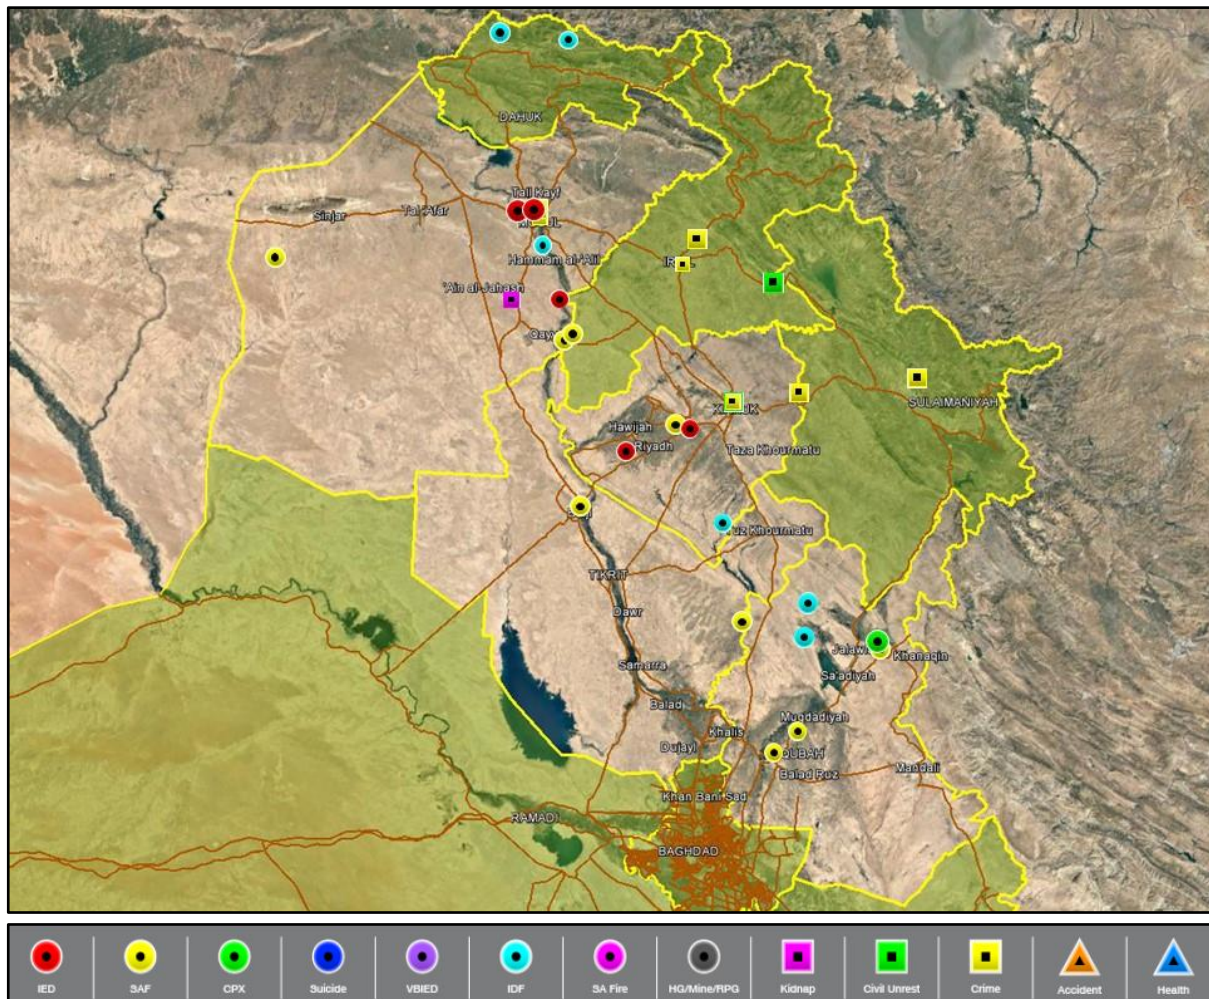 DAHUK
Tall Kayf
Sinjar
Tal 'Afar
Hammam al-'Alil
'Ain al-Jahash
SULAIMANIYAH
Hawijah
Riyadh
Taza Khourmatu
Tuz Khourmatu
TIKRIT
Dawr
Samarra
Khanaqin
Sa'adiyah
Balad
Muqdadiyah
Khalis
Dujayl
Balad Ruz
Mandali
Khan Bani Sad
RAMADI
BAGHDAD
IED SAF CPX Suicide VBIED IDF SA Fire HG/Mine/RPG Kidnap Civil Unrest Crime Accident Health